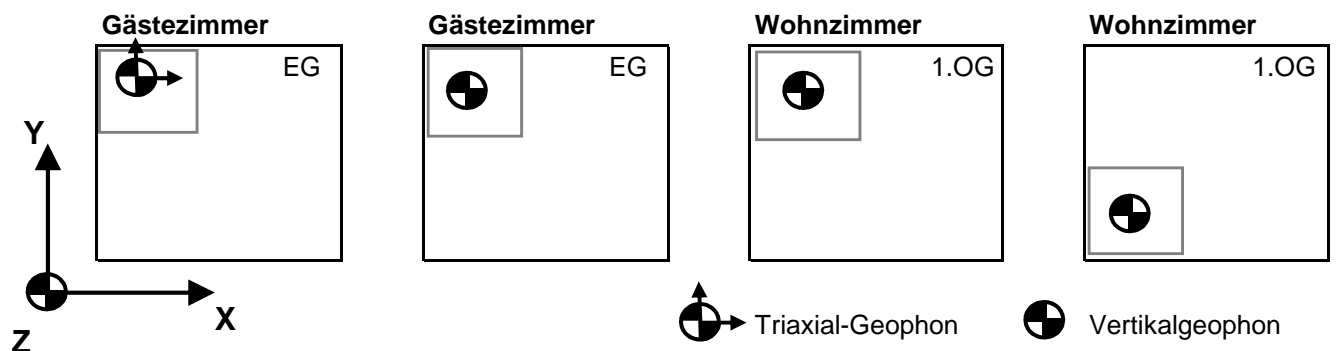 Gästezimmer Gästezimmer Wohnzimmer Wohnzimmer
EG EG 1.OG 1.OG
Y
X
Z
Triaxial-Geophon Vertikalgeophon